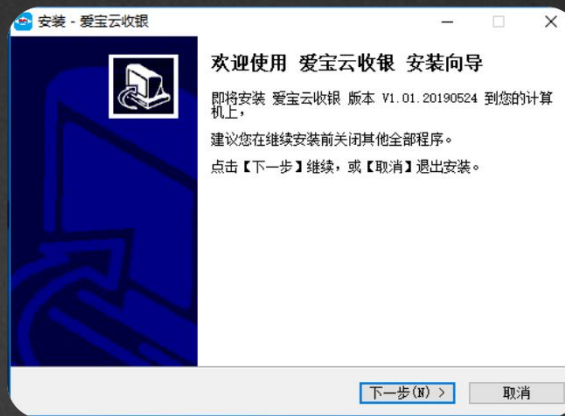 安装 - 爱宝云收银
欢迎使用 爱宝云收银 安装向导
即将安装 爱宝云收银 版本 V1.01.20190524 到您的计算
机上,
建议您在继续安装前关闭其他全部程序。
点击【下一步】继续,或【取消】退出安装。
下一步(N) >
取消